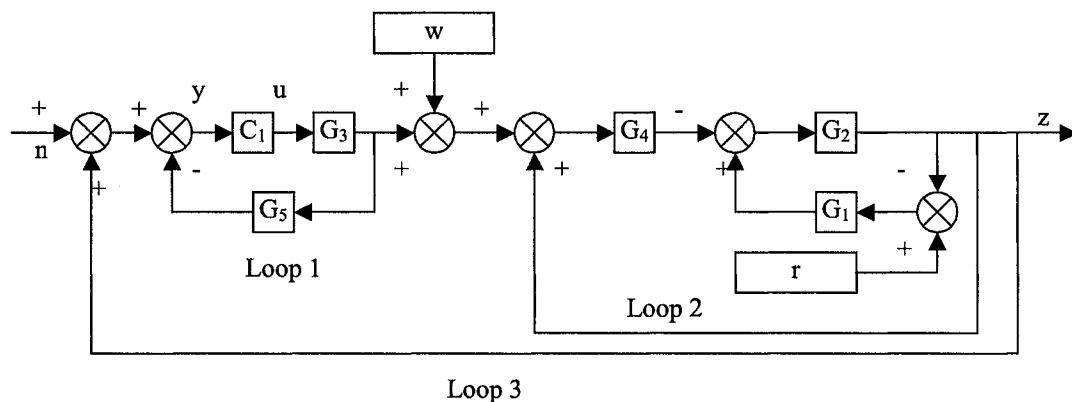 w
+ + y u + + +
C₁ G₃ G₄ - G₂ z
n
+ - + + + -
G₅ G₁
Loop 1 +
r
Loop 2
Loop 3